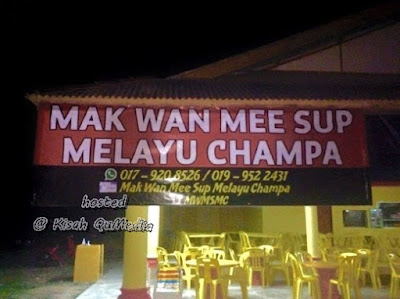 MAK WAN MEE SUP
MELAYU CHAMPA
017 - 920 8526 / 019 - 952 2431
Mak Wan Mee Sup Melayu Champa
MWMSMC
hosted
@ Kisah QuMedia